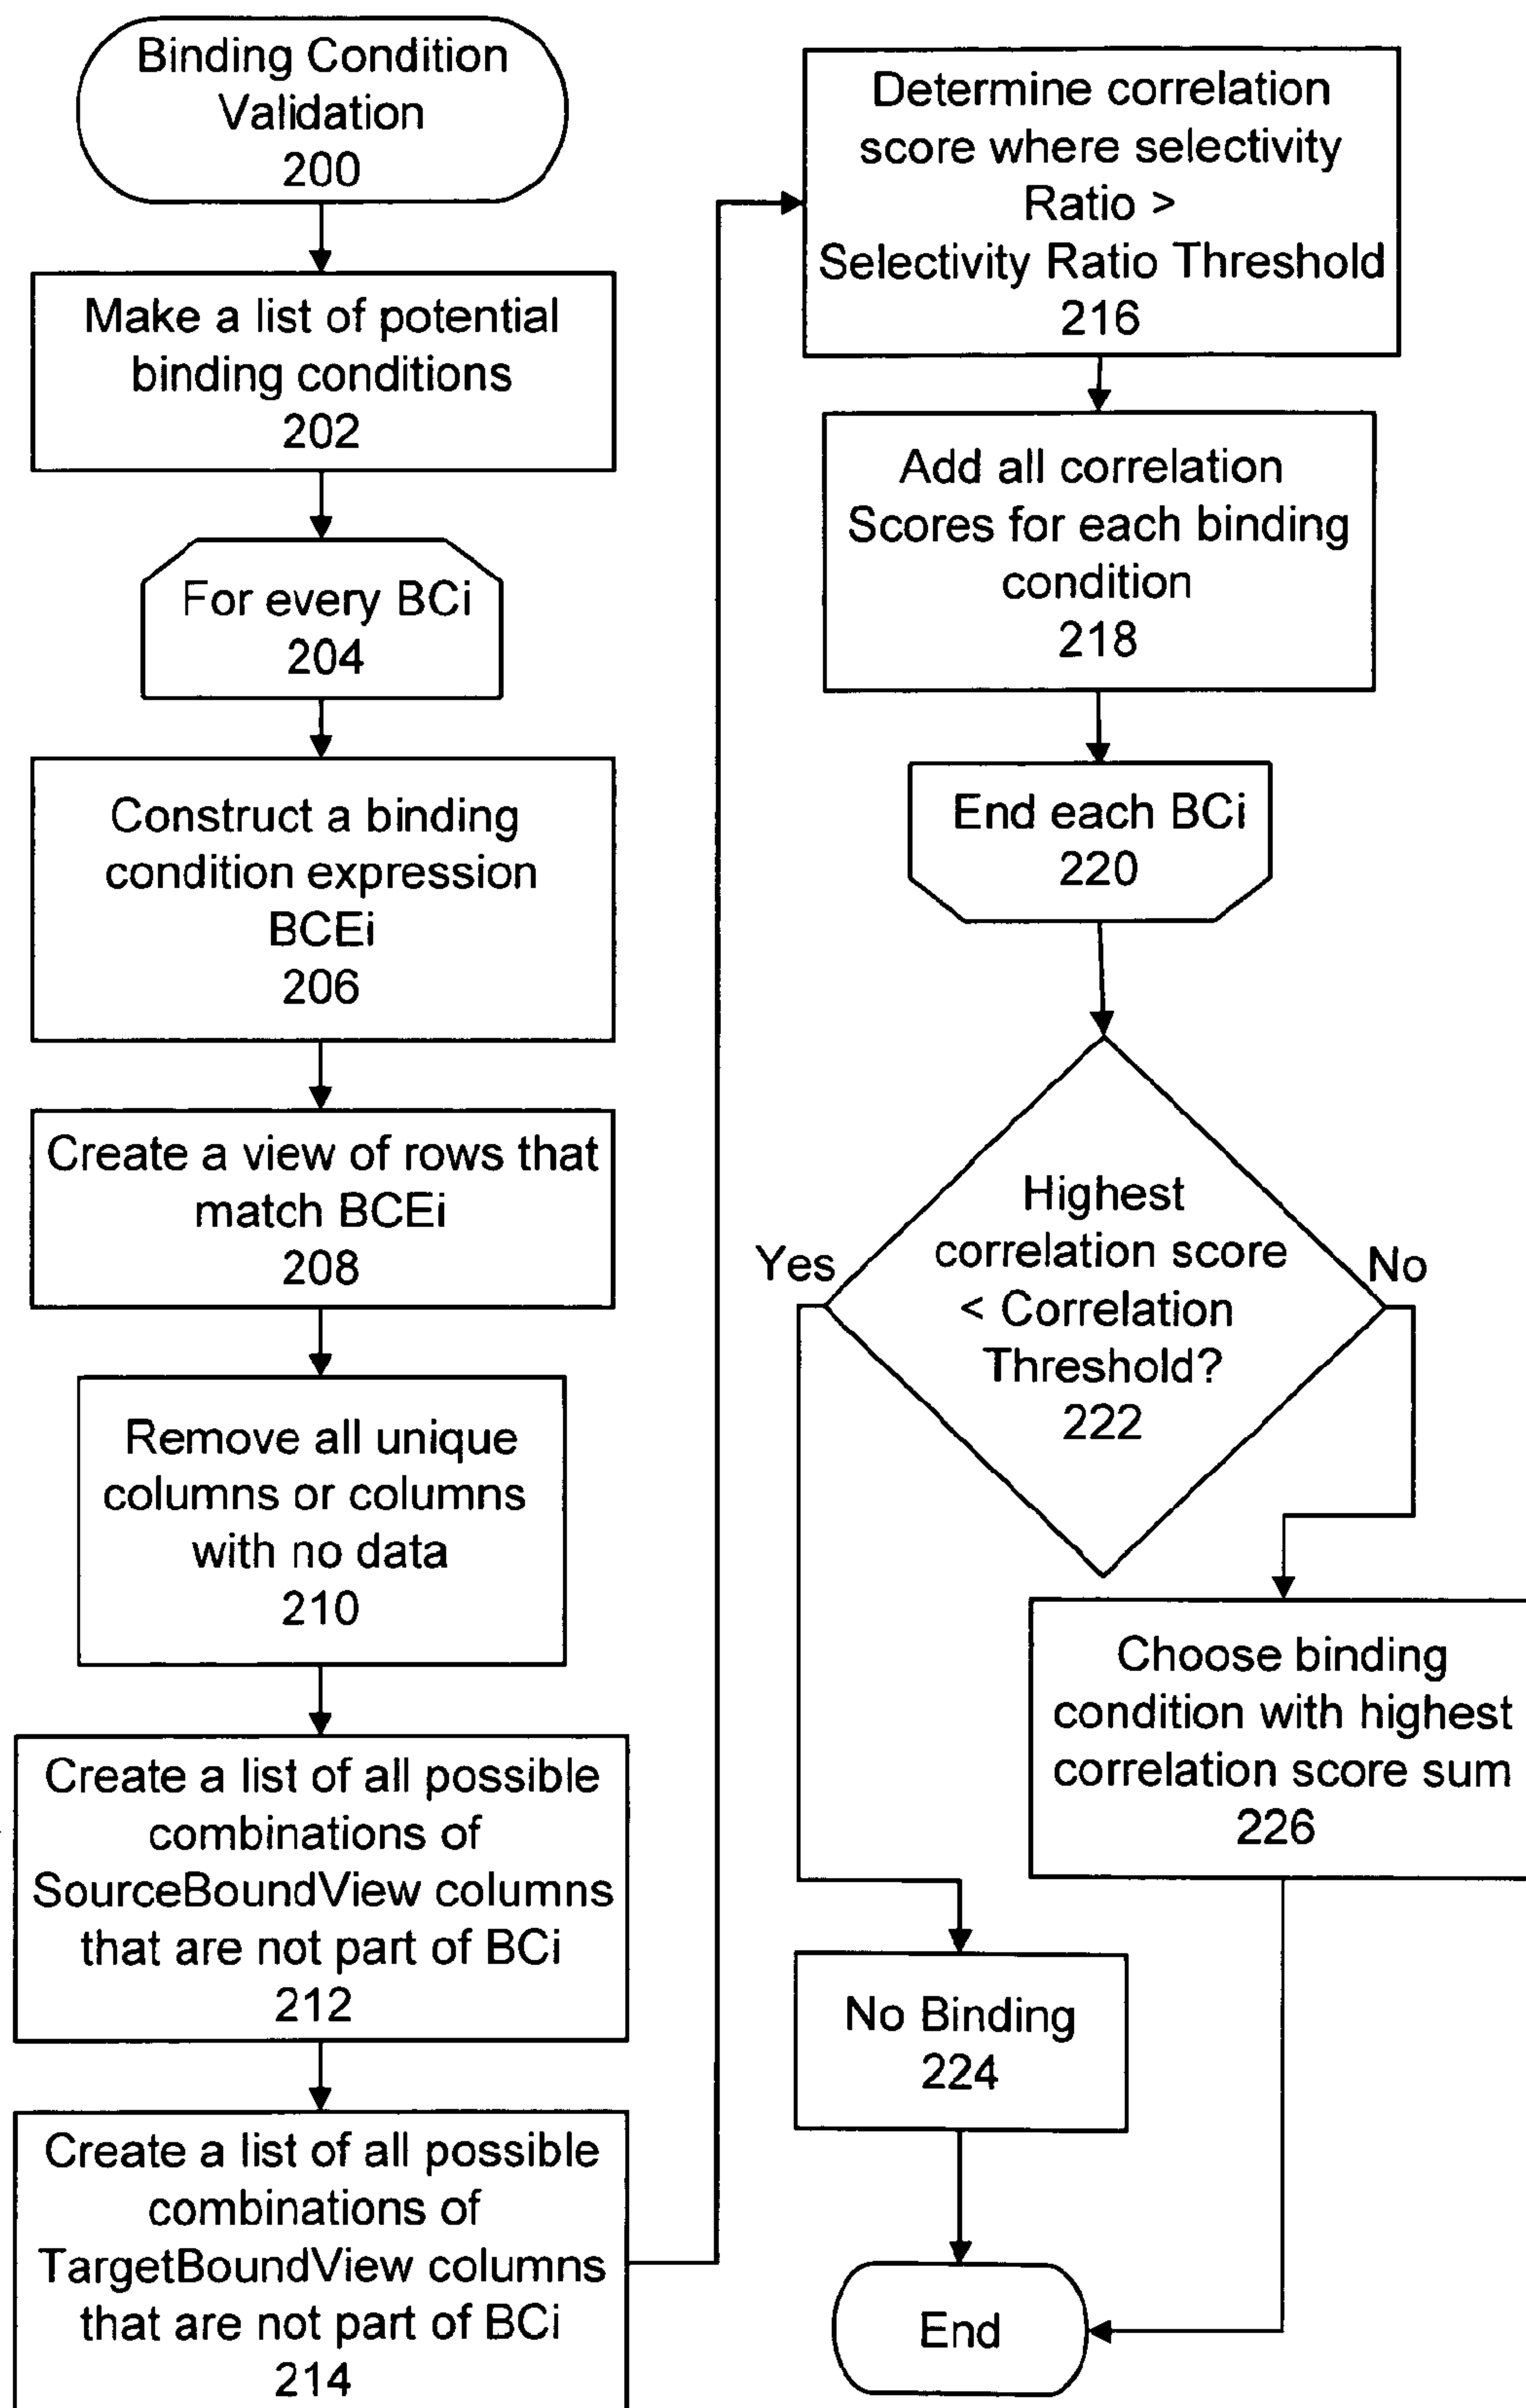 Binding Condition
Validation
200
Make a list of potential
binding conditions
202
For every BCi
204
Construct a binding
condition expression
BCEi
206
Create a view of rows that
match BCEi
208
Remove all unique
columns or columns
with no data
210
Create a list of all possible
combinations of
SourceBoundView columns
that are not part of BCi
212
Create a list of all possible
combinations of
TargetBoundView columns
that are not part of BCi
214
Determine correlation
score where selectivity
Ratio >
Selectivity Ratio Threshold
216
Add all correlation
Scores for each binding
condition
218
End each BCi
220
Highest
correlation score
< Correlation
Threshold?
222
Yes
No
Choose binding
condition with highest
correlation score sum
226
No Binding
224
End